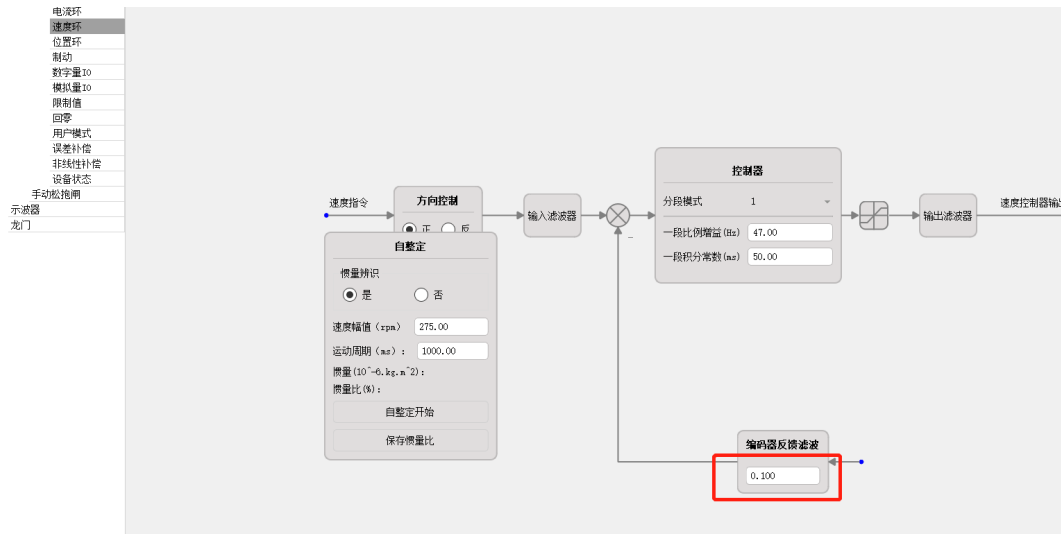 电流环
速度环
位置环
制动
数字量IO
模拟量IO
限制值
回零
用户模式
误差补偿
非线性补偿
设备状态
手动松抱闸
示波器
龙门
速度指令
方向控制
正 反
输入滤波器
控制器
分段模式 1
一段比例增益(Hz) 47.00
一段积分常数(ms) 50.00
输出滤波器
速度控制器输出
自整定
惯量辨识
是 否
速度幅值（rpm） 275.00
运动周期（ms）： 1000.00
惯量(10^-6.kg.m^2)：
惯量比(%)：
自整定开始
保存惯量比
编码器反馈滤波
0.100